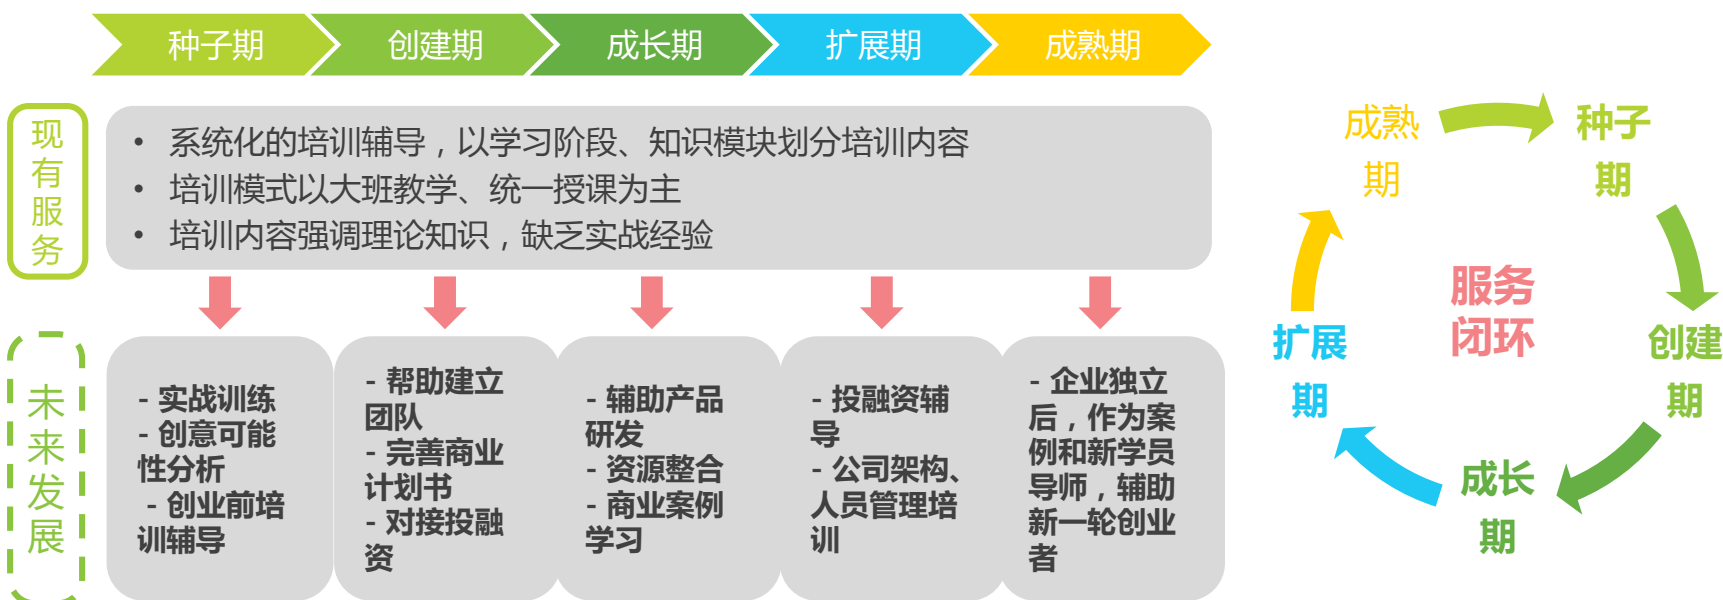 种子期
创建期
成长期
扩展期
成熟期
现
有
服
务
• 系统化的培训辅导，以学习阶段、知识模块划分培训内容
• 培训模式以大班教学、统一授课为主
• 培训内容强调理论知识，缺乏实战经验
未
来
发
展
- 实战训练
- 创意可能
性分析
- 创业前培
训辅导
- 帮助建立
团队
- 完善商业
计划书
- 对接投融
资
- 辅助产品
研发
- 资源整合
- 商业案例
学习
- 投融资辅
导
- 公司架构、
人员管理培
训
- 企业独立
后，作为案
例和新学员
导师，辅助
新一轮创业
者
成熟
期
种子
期
服务
闭环
扩展
期
创建
期
成长
期